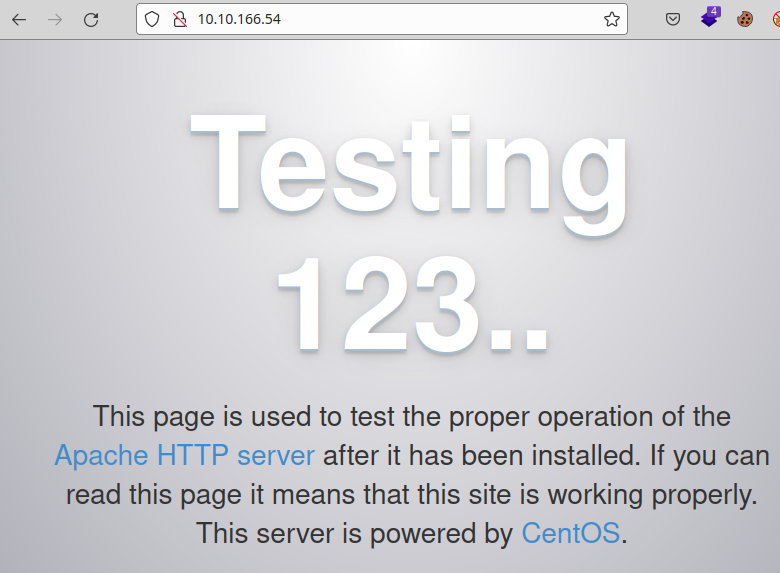 10.10.166.54
4
Testing
123..
This page is used to test the proper operation of the
Apache HTTP server after it has been installed. If you can
read this page it means that this site is working properly.
This server is powered by CentOS.